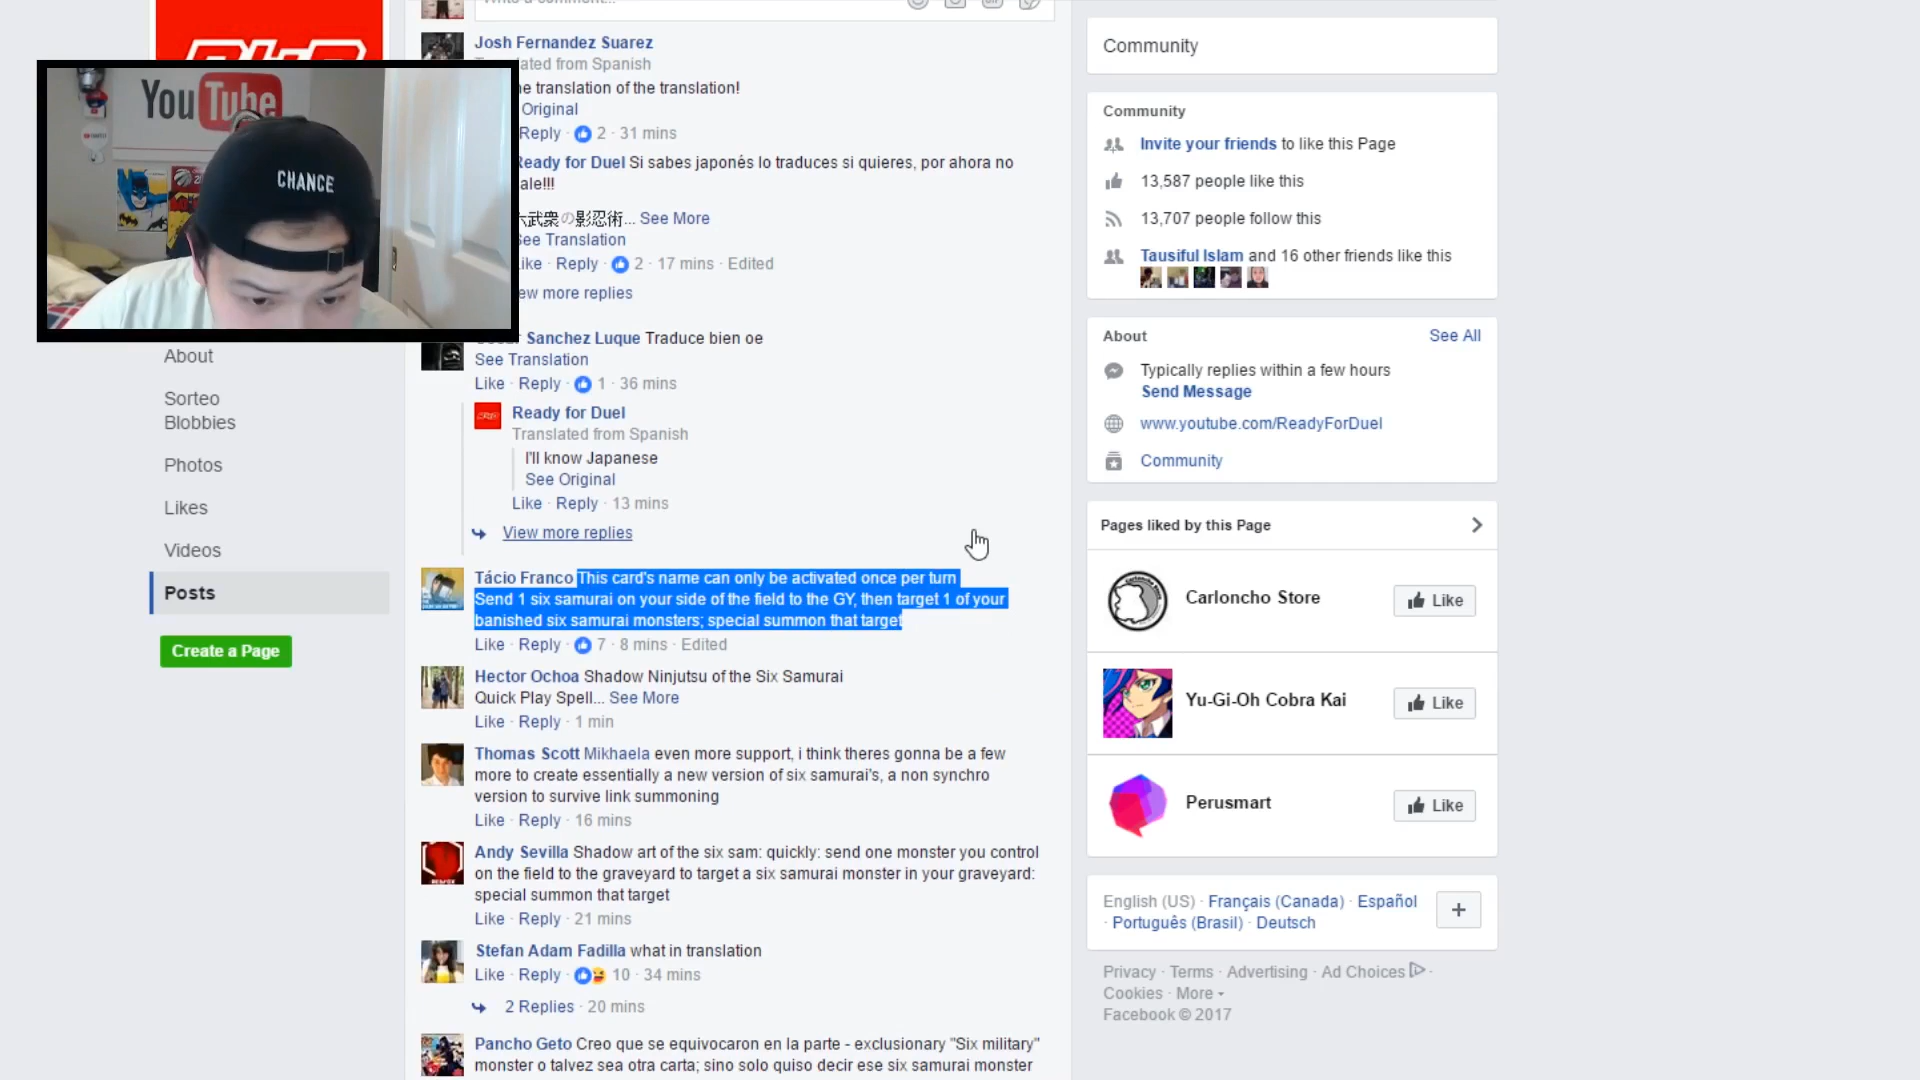 Write a comment...
Josh Fernandez Suarez
ated from Spanish
e translation of the translation!
Original
Reply · 2 · 31 mins
Ready for Duel Si sabes japonés lo traduces si quieres, por ahora no
ale!!!
六武衆の影忍術... See More
See Translation
ike · Reply · 2 · 17 mins · Edited
ew more replies
Sanchez Luque Traduce bien oe
See Translation
Like · Reply · 1 · 36 mins
Ready for Duel
Translated from Spanish
I'll know Japanese
See Original
Like · Reply · 13 mins
View more replies
Tácio Franco This card's name can only be activated once per turn
Send 1 six samurai on your side of the field to the GY, then target 1 of your
banished six samurai monsters; special summon that target
Like · Reply · 7 · 8 mins · Edited
Hector Ochoa Shadow Ninjutsu of the Six Samurai
Quick Play Spell... See More
Like · Reply · 1 min
Thomas Scott Mikhaela even more support, i think theres gonna be a few
more to create essentially a new version of six samurai's, a non synchro
version to survive link summoning
Like · Reply · 16 mins
Andy Sevilla Shadow art of the six sam: quickly: send one monster you control
on the field to the graveyard to target a six samurai monster in your graveyard:
special summon that target
Like · Reply · 21 mins
Stefan Adam Fadilla what in translation
Like · Reply · 10 · 34 mins
2 Replies · 20 mins
Pancho Geto Creo que se equivocaron en la parte - exclusionary "Six military"
monster o talvez sea otra carta; sino solo quiso decir ese six samurai monster
YouTube
CHANCE
About
Sorteo
Blobbies
Photos
Likes
Videos
Posts
Create a Page
Community
Community
Invite your friends to like this Page
13,587 people like this
13,707 people follow this
Tausiful Islam and 16 other friends like this
About See All
Typically replies within a few hours
Send Message
www.youtube.com/ReadyForDuel
Community
Pages liked by this Page
Carloncho Store Like
Yu-Gi-Oh Cobra Kai Like
Perusmart Like
English (US) · Français (Canada) · Español
· Português (Brasil) · Deutsch
+
Privacy · Terms · Advertising · Ad Choices ·
Cookies · More
Facebook © 2017